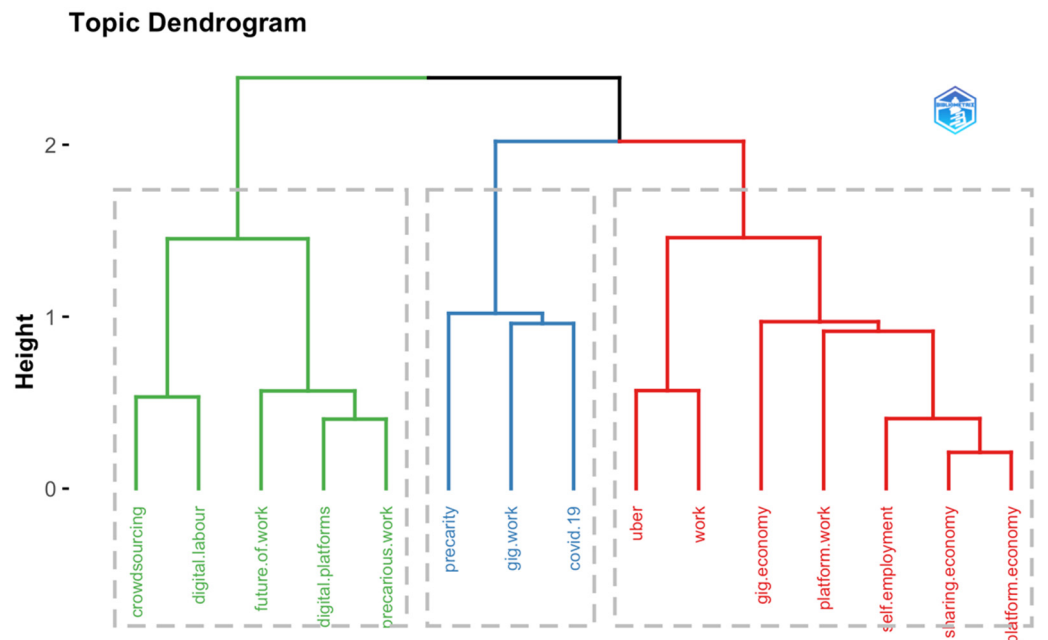 Topic Dendrogram
2
1
0
Height
crowdsourcing
digital.labour
future.of.work
digital.platforms
precarious.work
precarity
gig.work
covid.19
uber
work
gig.economy
platform.work
self.employment
sharing.economy
platform.economy